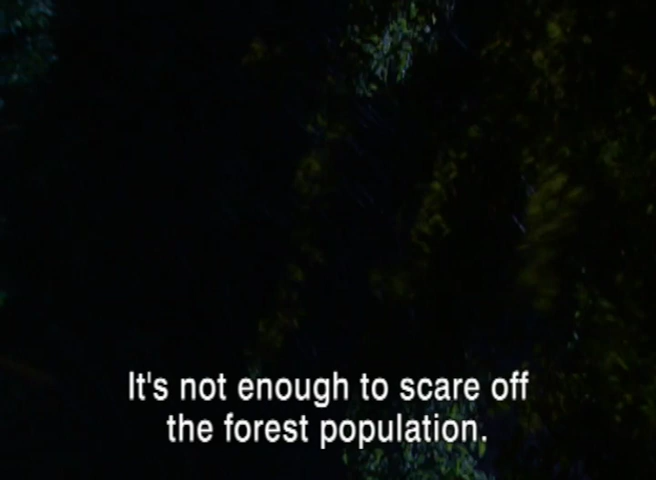 It's not enough to scare off
the forest population.